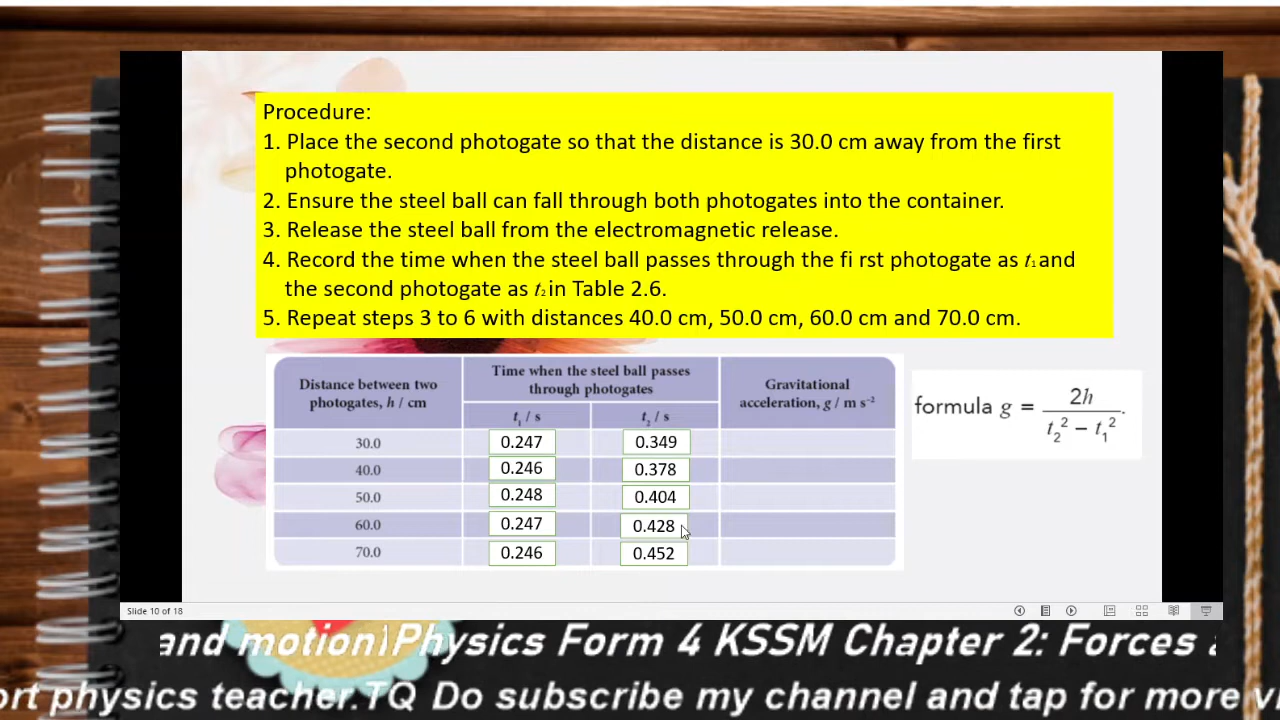 Procedure:
1. Place the second photogate so that the distance is 30.0 cm away from the first
photogate.
2. Ensure the steel ball can fall through both photogates into the container.
3. Release the steel ball from the electromagnetic release.
4. Record the time when the steel ball passes through the fi rst photogate as t₁ and
the second photogate as t₂ in Table 2.6.
5. Repeat steps 3 to 6 with distances 40.0 cm, 50.0 cm, 60.0 cm and 70.0 cm.
Distance between two
photogates, h / cm
Time when the steel ball passes
through photogates
t₁ / s
t₂ / s
Gravitational
acceleration, g / m s⁻²
30.0 0.247 0.349
40.0 0.246 0.378
50.0 0.248 0.404
60.0 0.247 0.428
70.0 0.246 0.452
formula g = 2h / t₂² − t₁².
Slide 10 of 18
and motion|Physics Form 4 KSSM Chapter 2: Forces
physics teacher.TQ Do subscribe my channel and tap for more